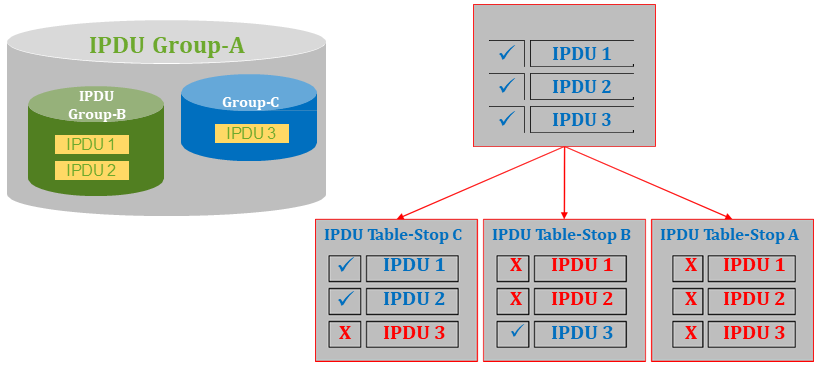 IPDU Group-A
IPDU
Group-B
IPDU 1
IPDU 2
Group-C
IPDU 3
✓ IPDU 1
✓ IPDU 2
✓ IPDU 3
IPDU Table-Stop C
✓ IPDU 1
✓ IPDU 2
X IPDU 3
IPDU Table-Stop B
X IPDU 1
X IPDU 2
✓ IPDU 3
IPDU Table-Stop A
X IPDU 1
X IPDU 2
X IPDU 3